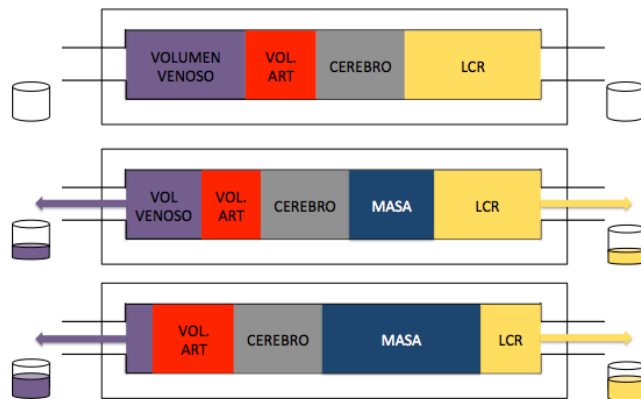 VOLUMEN
VENOSO
VOL.
ART
CEREBRO
LCR
VOL
VENOSO
VOL.
ART
CEREBRO
MASA
LCR
VOL.
ART
CEREBRO
MASA
LCR